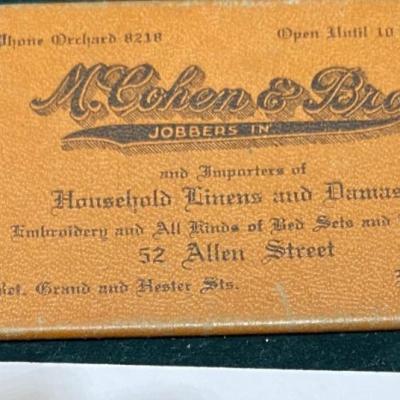 Phone Orchard 8218 Open Until 10
M. Cohen & Bro
JOBBERS IN
and Importers of
Household Linens and Damas
Embroidery and All Kinds of Bed Sets and
52 Allen Street
Bet. Grand and Hester Sts.